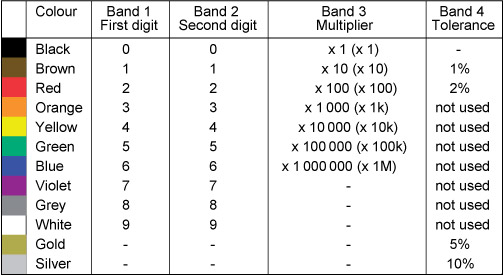 Colour Band 1 Band 2 Band 3 Band 4
First digit Second digit Multiplier Tolerance
Black 0 0 x 1 (x 1) -
Brown 1 1 x 10 (x 10) 1%
Red 2 2 x 100 (x 100) 2%
Orange 3 3 x 1 000 (x 1k) not used
Yellow 4 4 x 10 000 (x 10k) not used
Green 5 5 x 100 000 (x 100k) not used
Blue 6 6 x 1 000 000 (x 1M) not used
Violet 7 7 - not used
Grey 8 8 - not used
White 9 9 - not used
Gold - - - 5%
Silver - - - 10%